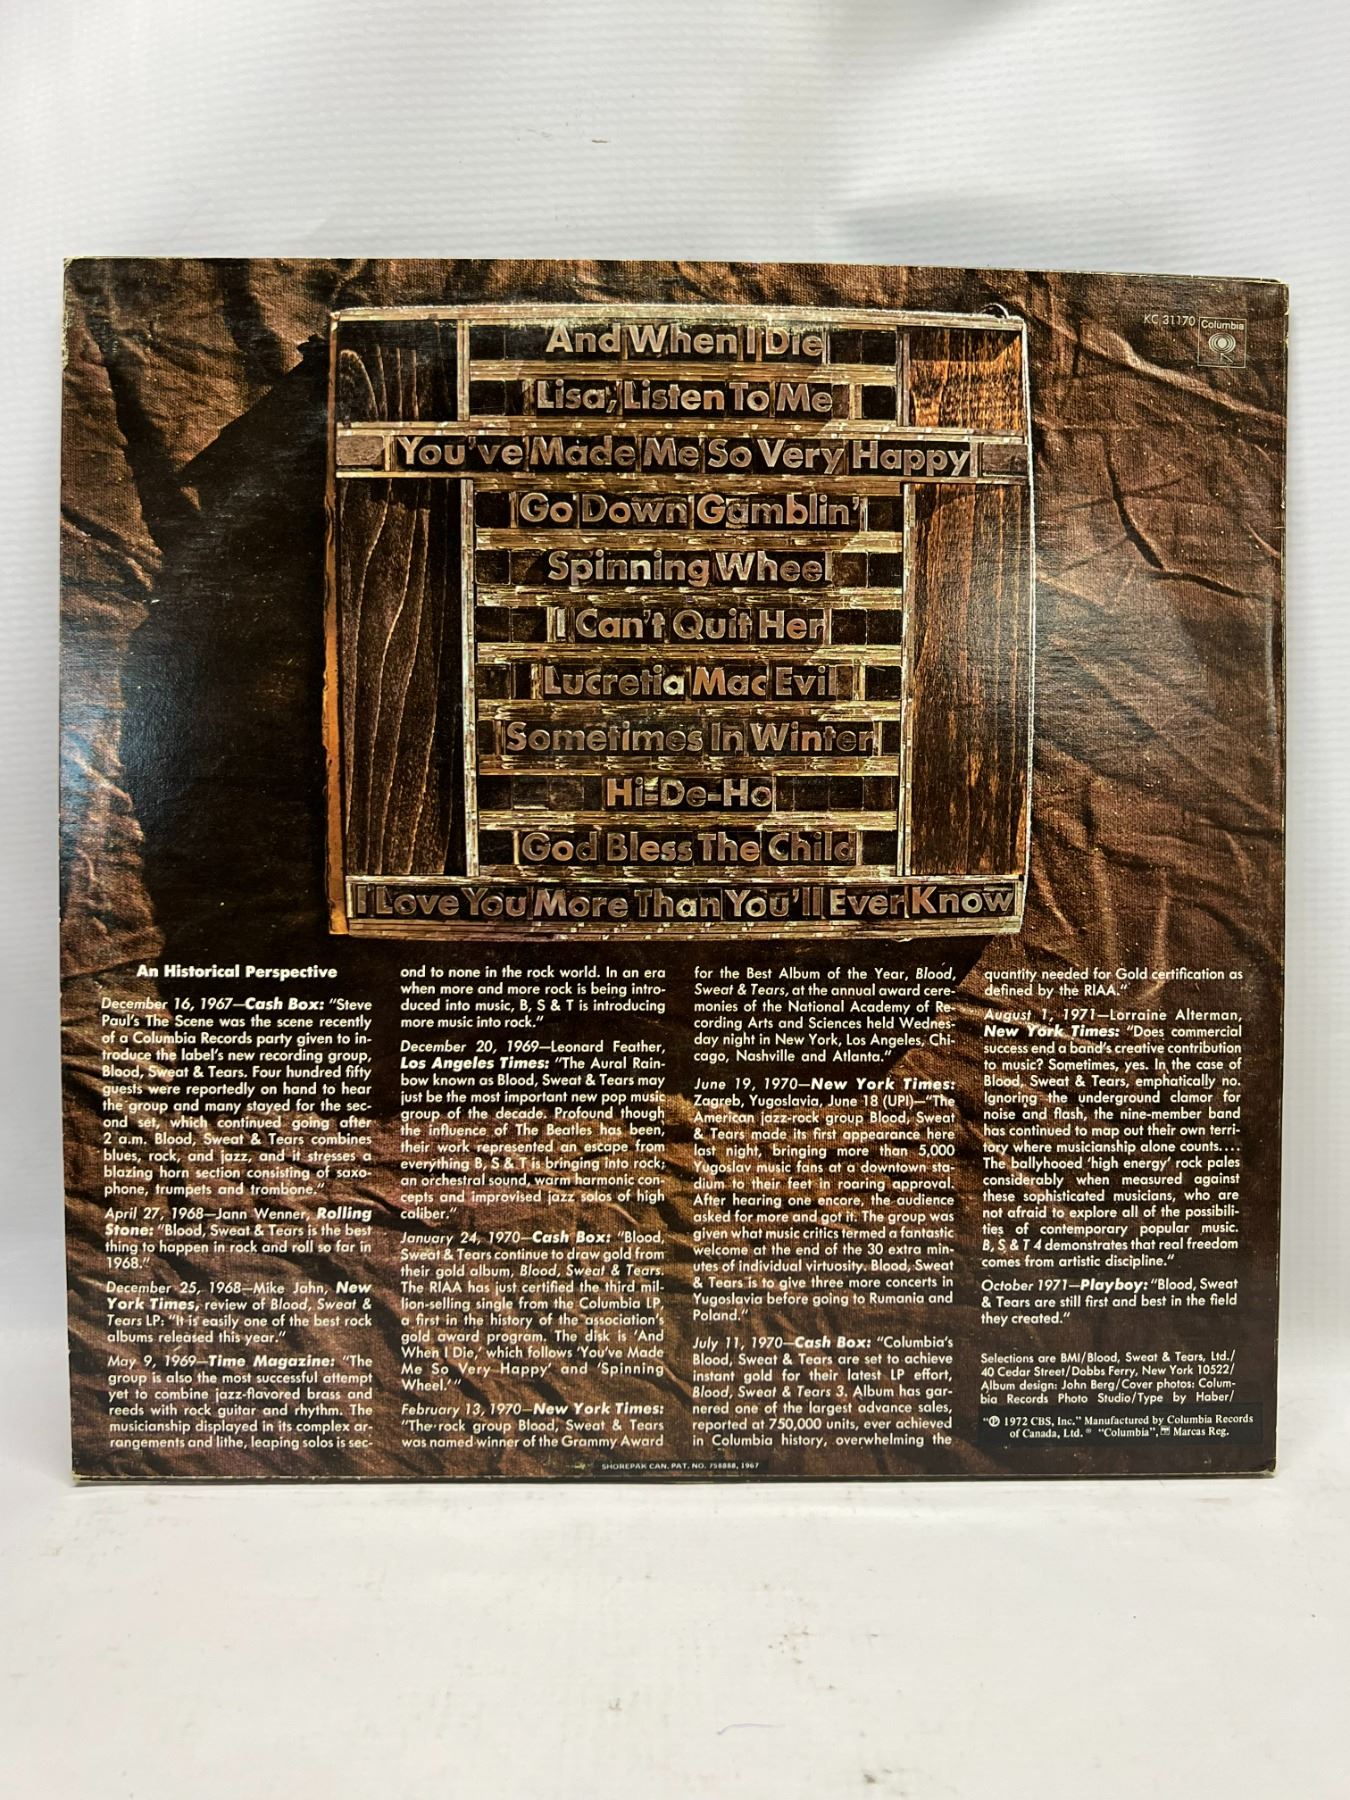 KC 31170 Columbia
And When I Die
Lisa, Listen To Me
You've Made Me So Very Happy
Go Down Gamblin'
Spinning Wheel
I Can't Quit Her
Lucretia Mac Evil
Sometimes In Winter
Hi-De-Ho
God Bless The Child
I Love You More Than You'll Ever Know
An Historical Perspective
December 16, 1967—Cash Box: "Steve
Paul's The Scene was the scene recently
of a Columbia Records party given to in-
troduce the label's new recording group,
Blood, Sweat & Tears. Four hundred fifty
guests were reportedly on hand to hear
the group and many stayed for the sec-
ond set, which continued going after
2 a.m. Blood, Sweat & Tears combines
blues, rock, and jazz, and it stresses a
blazing horn section consisting of saxo-
phone, trumpets and trombone."
April 27, 1968—Jann Wenner, Rolling
Stone: "Blood, Sweat & Tears is the best
thing to happen in rock and roll so far in
1968."
December 25, 1968—Mike Jahn, New
York Times, review of Blood, Sweat &
Tears LP: "It is easily one of the best rock
albums released this year."
May 9, 1969—Time Magazine: "The
group is also the most successful attempt
yet to combine jazz-flavored brass and
reeds with rock guitar and rhythm. The
musicianship displayed in its complex ar-
rangements and lithe, leaping solos is sec-
ond to none in the rock world. In an era
when more and more rock is being intro-
duced into music, B, S & T is introducing
more music into rock."
December 20, 1969—Leonard Feather,
Los Angeles Times: "The Aural Rain-
bow known as Blood, Sweat & Tears may
just be the most important new pop music
group of the decade. Profound though
the influence of The Beatles has been,
their work represented an escape from
everything B, S & T is bringing into rock;
an orchestral sound, warm harmonic con-
cepts and improvised jazz solos of high
caliber."
January 24, 1970—Cash Box: "Blood,
Sweat & Tears continue to draw gold from
their gold album, Blood, Sweat & Tears.
The RIAA has just certified the third mil-
lion-selling single from the Columbia LP,
a first in the history of the association's
gold award program. The disk is 'And
When I Die,' which follows 'You've Made
Me So Very Happy' and 'Spinning
Wheel.'"
February 13, 1970—New York Times:
"The rock group Blood, Sweat & Tears
was named winner of the Grammy Award
for the Best Album of the Year, Blood,
Sweat & Tears, at the annual award cere-
monies of the National Academy of Re-
cording Arts and Sciences held Wednes-
day night in New York, Los Angeles, Chi-
cago, Nashville and Atlanta."
June 19, 1970—New York Times:
Zagreb, Yugoslavia, June 18 (UPI)—"The
American jazz-rock group Blood, Sweat
& Tears made its first appearance here
last night, bringing more than 5,000
Yugoslav music fans at a downtown sta-
dium to their feet in roaring approval.
After hearing one encore, the audience
asked for more and got it. The group was
given what music critics termed a fantastic
welcome at the end of the 30 extra min-
utes of individual virtuosity. Blood, Sweat
& Tears is to give three more concerts in
Yugoslavia before going to Rumania and
Poland."
July 11, 1970—Cash Box: "Columbia's
Blood, Sweat & Tears are set to achieve
instant gold for their latest LP effort,
Blood, Sweat & Tears 3. Album has gar-
nered one of the largest advance sales,
reported at 750,000 units, ever achieved
in Columbia history, overwhelming the
quantity needed for Gold certification as
defined by the RIAA."
August 1, 1971—Lorraine Alterman,
New York Times: "Does commercial
success end a band's creative contribution
to music? Sometimes, yes. In the case of
Blood, Sweat & Tears, emphatically no.
Ignoring the underground clamor for
noise and flash, the nine-member band
has continued to map out their own terri-
tory where musicianship alone counts....
The ballyhooed 'high energy' rock pales
considerably when measured against
these sophisticated musicians, who are
not afraid to explore all of the possibili-
ties of contemporary popular music.
B, S & T 4 demonstrates that real freedom
comes from artistic discipline."
October 1971—Playboy: "Blood, Sweat
& Tears are still first and best in the field
they created."
Selections are BMI/Blood, Sweat & Tears, Ltd./
40 Cedar Street/Dobbs Ferry, New York 10522/
Album design: John Berg/Cover photos: Colum-
bia Records Photo Studio/Type by Haber/
"Ⓟ 1972 CBS, Inc." Manufactured by Columbia Records
of Canada, Ltd. ® "Columbia", Marcas Reg.
SHOREPAK CAN. PAT. NO. 758888, 1967